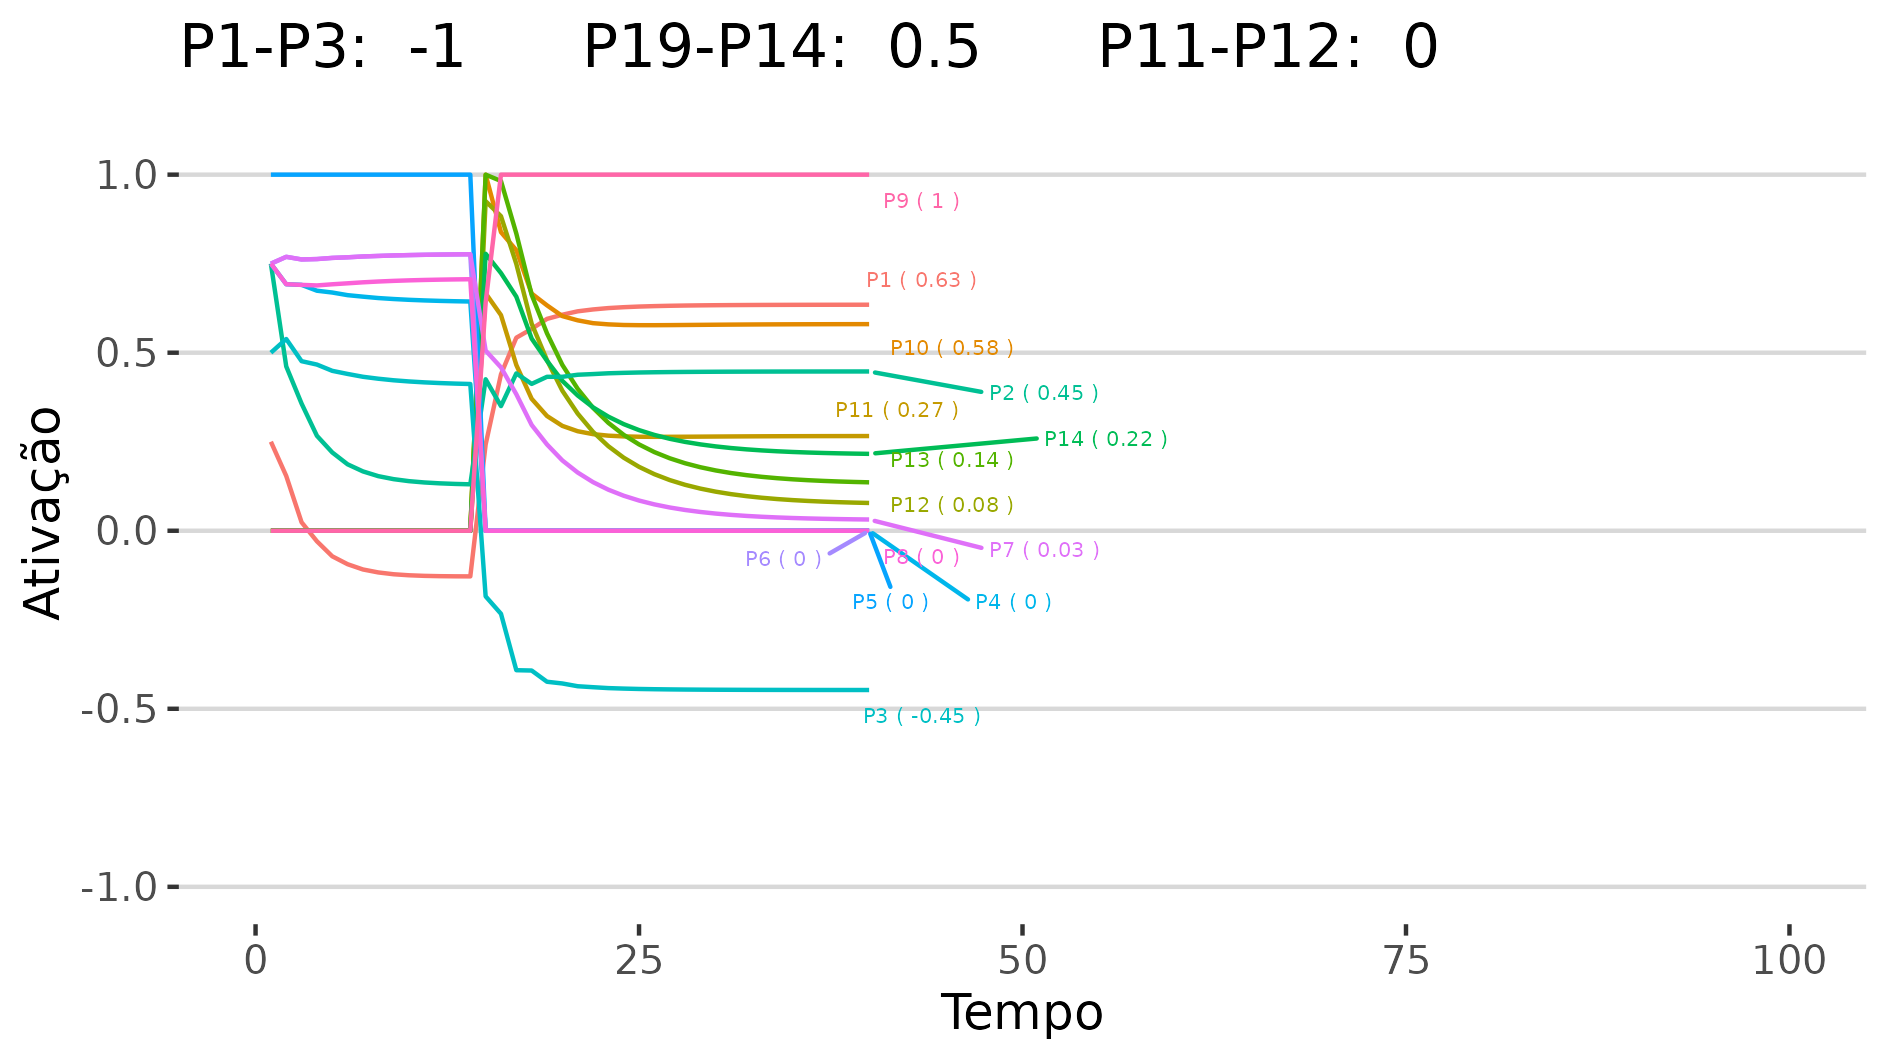 P1-P3:  -1      P19-P14:  0.5      P11-P12:  0
1.0
0.5
0.0
-0.5
-1.0
Ativação
P9 ( 1 )
P1 ( 0.63 )
P10 ( 0.58 )
P2 ( 0.45 )
P11 ( 0.27 )
P14 ( 0.22 )
P13 ( 0.14 )
P12 ( 0.08 )
P7 ( 0.03 )
P6 ( 0 )
P8 ( 0 )
P5 ( 0 )
P4 ( 0 )
P3 ( -0.45 )
0 25 50 75 100
Tempo